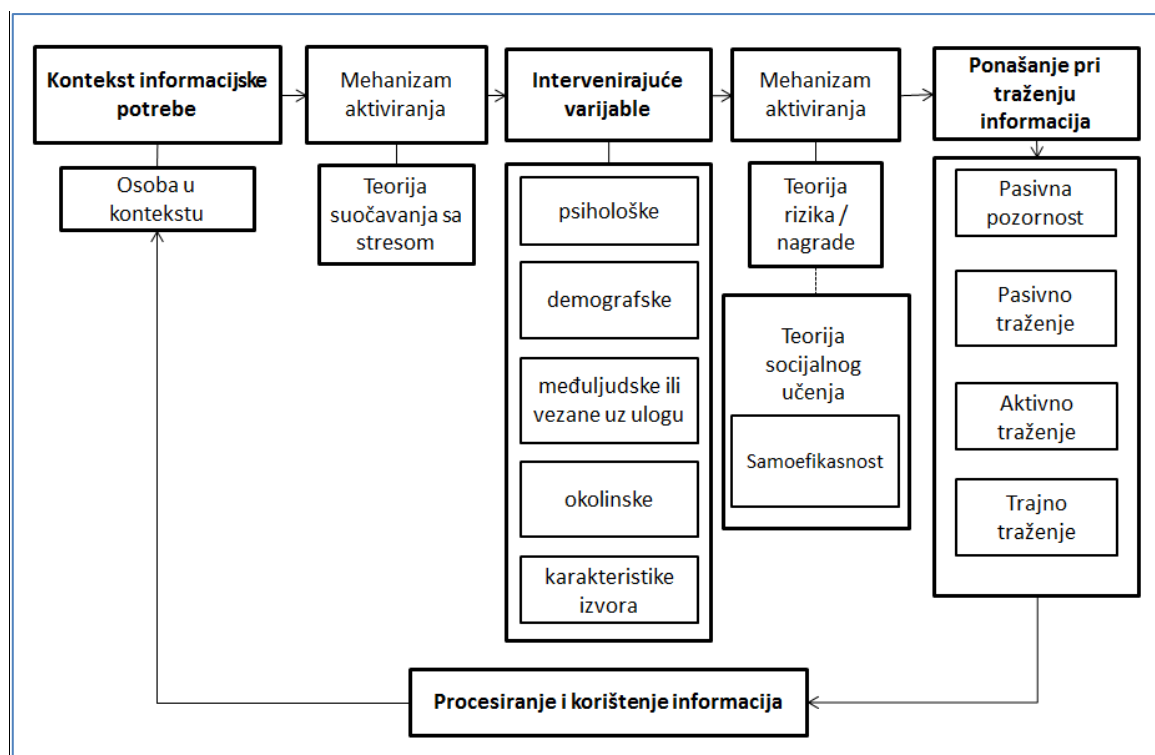 Kontekst informacijske
potrebe
Osoba u
kontekstu
Mehanizam
aktiviranja
Teorija
suočavanja sa
stresom
Intervenirajuće
varijable
psihološke
demografske
međuljudske ili
vezane uz ulogu
okolinske
karakteristike
izvora
Mehanizam
aktiviranja
Teorija
rizika /
nagrade
Teorija
socijalnog
učenja
Samoefikasnost
Ponašanje pri
traženju
informacija
Pasivna
pozornost
Pasivno
traženje
Aktivno
traženje
Trajno
traženje
Procesiranje i korištenje informacija